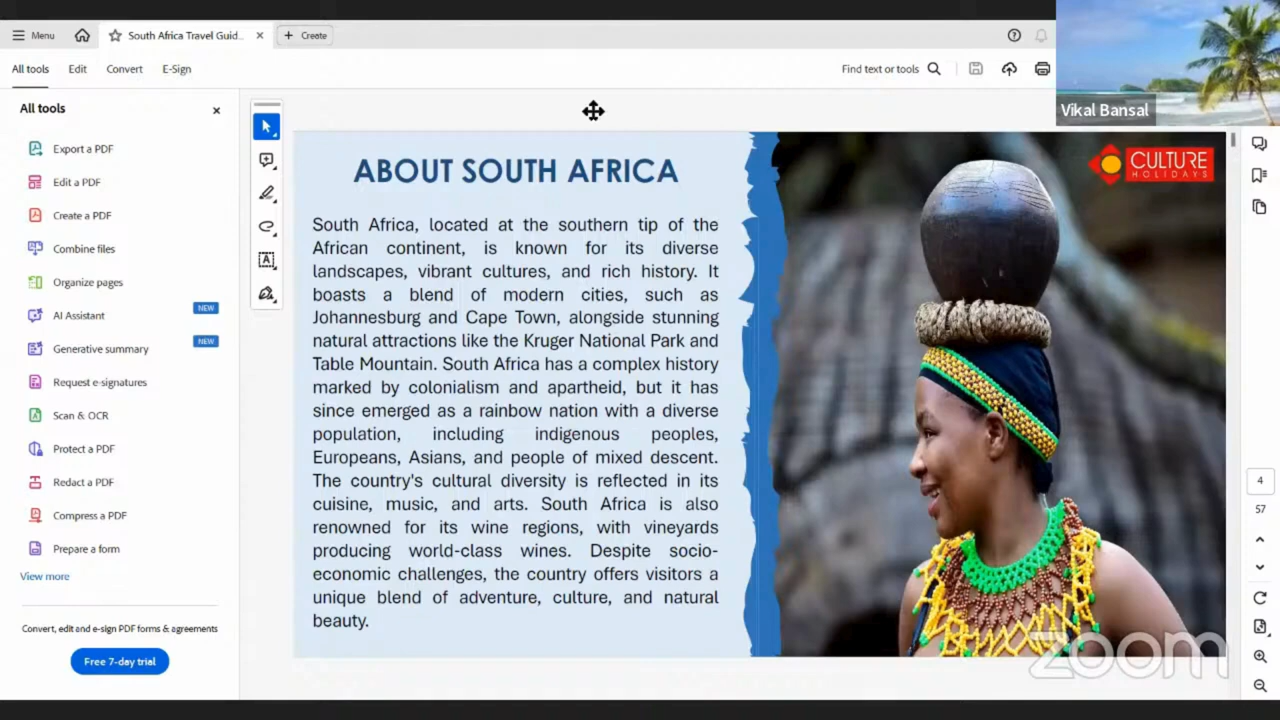 Menu
South Africa Travel Guid...
Create
All tools
Edit
Convert
E-Sign
Find text or tools
Vikal Bansal
All tools
Export a PDF
Edit a PDF
Create a PDF
Combine files
Organize pages
AI Assistant
NEW
Generative summary
NEW
Request e-signatures
Scan & OCR
Protect a PDF
Redact a PDF
Compress a PDF
Prepare a form
View more
Convert, edit and e-sign PDF forms & agreements
Free 7-day trial
ABOUT SOUTH AFRICA
South Africa, located at the southern tip of the
African continent, is known for its diverse
landscapes, vibrant cultures, and rich history. It
boasts a blend of modern cities, such as
Johannesburg and Cape Town, alongside stunning
natural attractions like the Kruger National Park and
Table Mountain. South Africa has a complex history
marked by colonialism and apartheid, but it has
since emerged as a rainbow nation with a diverse
population, including indigenous peoples,
Europeans, Asians, and people of mixed descent.
The country's cultural diversity is reflected in its
cuisine, music, and arts. South Africa is also
renowned for its wine regions, with vineyards
producing world-class wines. Despite socio-
economic challenges, the country offers visitors a
unique blend of adventure, culture, and natural
beauty.
CULTURE
HOLIDAYS
zoom
4
57